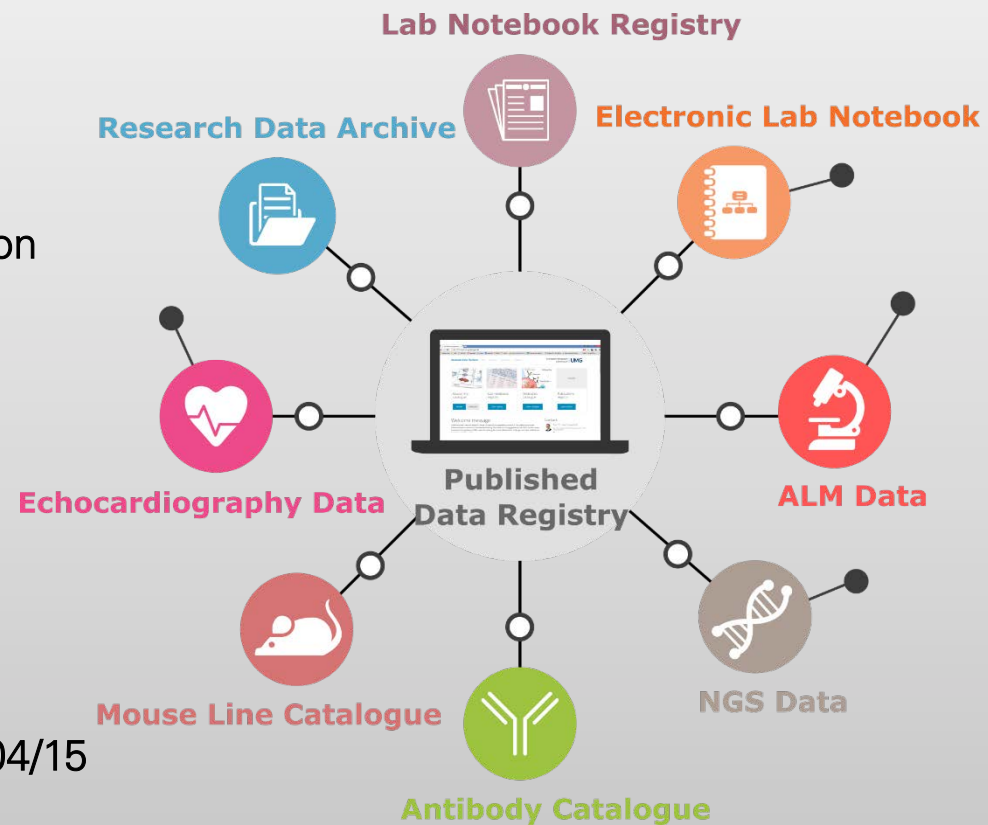 Lab Notebook Registry
Research Data Archive
Electronic Lab Notebook
on
UMG
Published
Data Registry
Echocardiography Data
ALM Data
Mouse Line Catalogue
NGS Data
04/15
Antibody Catalogue